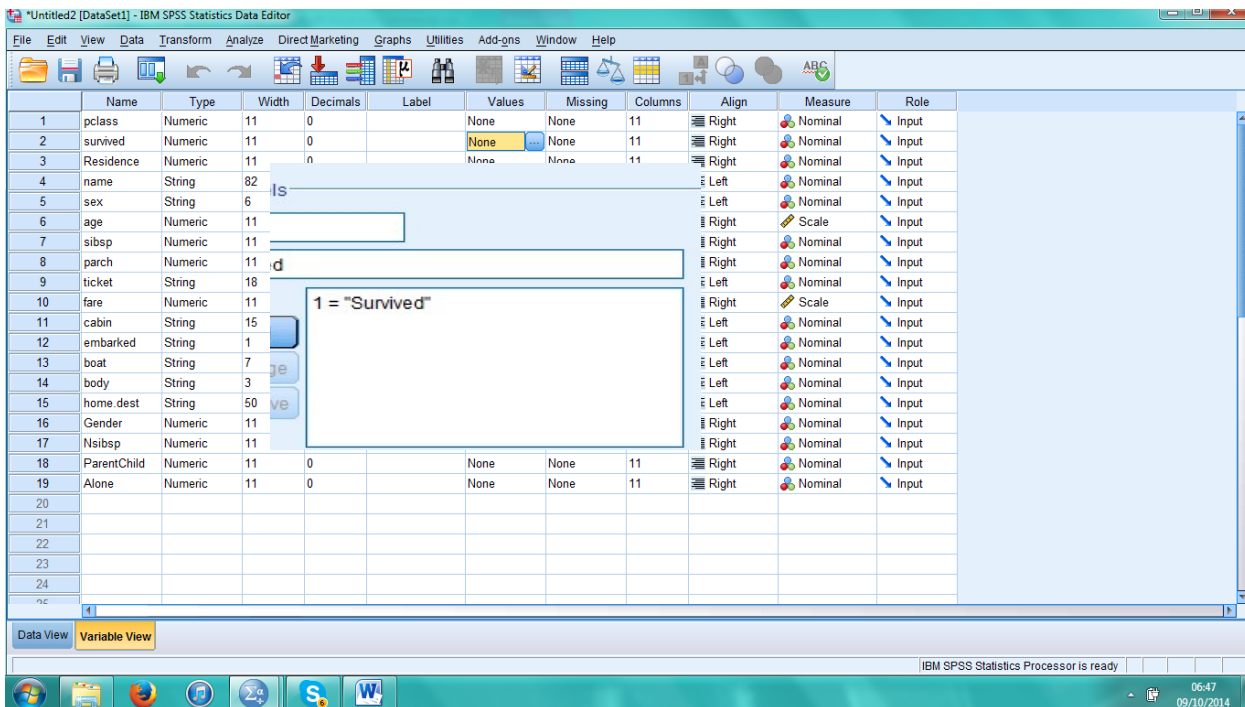 *Untitled2 [DataSet1] - IBM SPSS Statistics Data Editor
File Edit View Data Transform Analyze Direct Marketing Graphs Utilities Add-ons Window Help
Name Type Width Decimals Label Values Missing Columns Align Measure Role
1 pclass Numeric 11 0 None None 11 Right Nominal Input
2 survived Numeric 11 0 None ... None 11 Right Nominal Input
3 Residence Numeric 11 0 None None 11 Right Nominal Input
4 name String 82 Left Nominal Input
5 sex String 6 Left Nominal Input
6 age Numeric 11 Right Scale Input
7 sibsp Numeric 11 Right Nominal Input
8 parch Numeric 11 Right Nominal Input
9 ticket String 18 Left Nominal Input
10 fare Numeric 11 Right Scale Input
11 cabin String 15 Left Nominal Input
12 embarked String 1 Left Nominal Input
13 boat String 7 Left Nominal Input
14 body String 3 Left Nominal Input
15 home.dest String 50 Left Nominal Input
16 Gender Numeric 11 Right Nominal Input
17 Nsibsp Numeric 11 Right Nominal Input
ls
ed
1 = "Survived"
ge
ve
18 ParentChild Numeric 11 0 None None 11 Right Nominal Input
19 Alone Numeric 11 0 None None 11 Right Nominal Input
20
21
22
23
24
Data View Variable View
IBM SPSS Statistics Processor is ready
06:47
09/10/2014